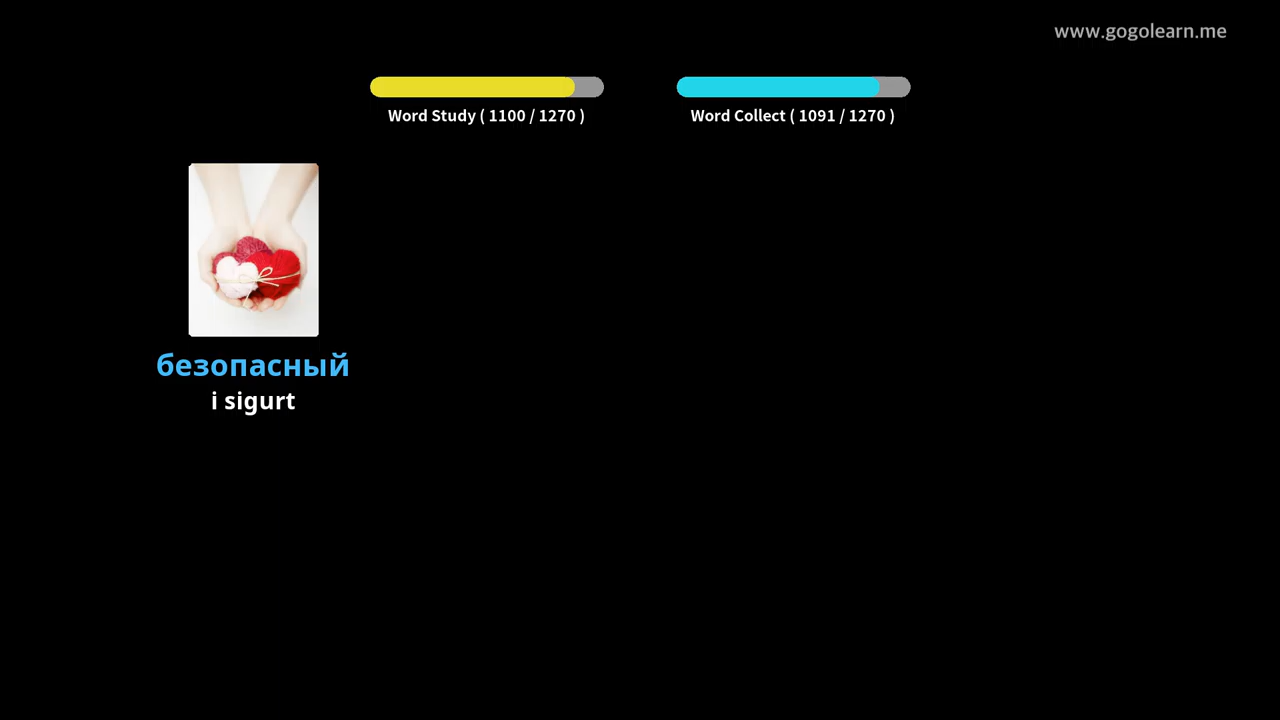 www.gogolearn.me
Word Study ( 1100 / 1270 )
Word Collect ( 1091 / 1270 )
безопасный
i sigurt